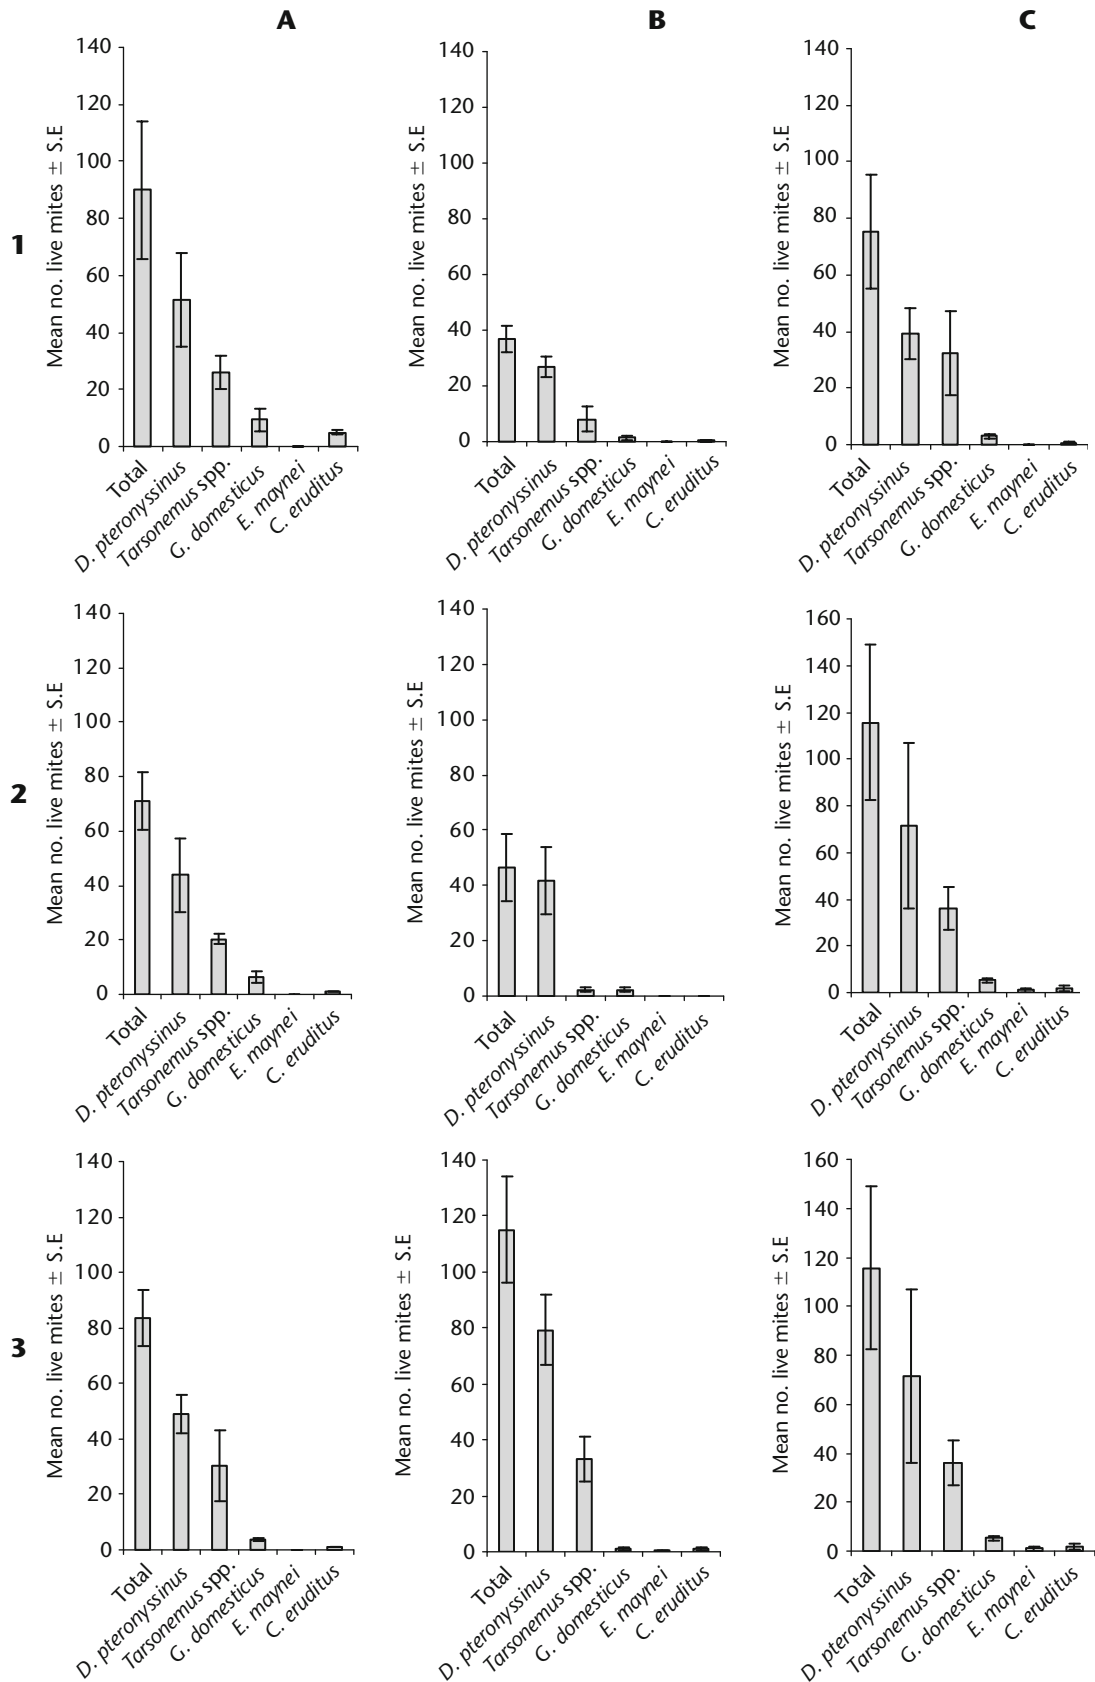 A
B
C
1
Mean no. live mites ± S.E
140
120
100
80
60
40
20
0
Total
D. pteronyssinus
Tarsonemus spp.
G. domesticus
E. maynei
C. eruditus
Mean no. live mites ± S.E
140
120
100
80
60
40
20
0
Total
D. pteronyssinus
Tarsonemus spp.
G. domesticus
E. maynei
C. eruditus
Mean no. live mites ± S.E
140
120
100
80
60
40
20
0
Total
D. pteronyssinus
Tarsonemus spp.
G. domesticus
E. maynei
C. eruditus
2
Mean no. live mites ± S.E
140
120
100
80
60
40
20
0
Total
D. pteronyssinus
Tarsonemus spp.
G. domesticus
E. maynei
C. eruditus
Mean no. live mites ± S.E
140
120
100
80
60
40
20
0
Total
D. pteronyssinus
Tarsonemus spp.
G. domesticus
E. maynei
C. eruditus
Mean no. live mites ± S.E
160
140
120
100
80
60
40
20
0
Total
D. pteronyssinus
Tarsonemus spp.
G. domesticus
E. maynei
C. eruditus
3
Mean no. live mites ± S.E
140
120
100
80
60
40
20
0
Total
D. pteronyssinus
Tarsonemus spp.
G. domesticus
E. maynei
C. eruditus
Mean no. live mites ± S.E
140
120
100
80
60
40
20
0
Total
D. pteronyssinus
Tarsonemus spp.
G. domesticus
E. maynei
C. eruditus
Mean no. live mites ± S.E
160
140
120
100
80
60
40
20
0
Total
D. pteronyssinus
Tarsonemus spp.
G. domesticus
E. maynei
C. eruditus